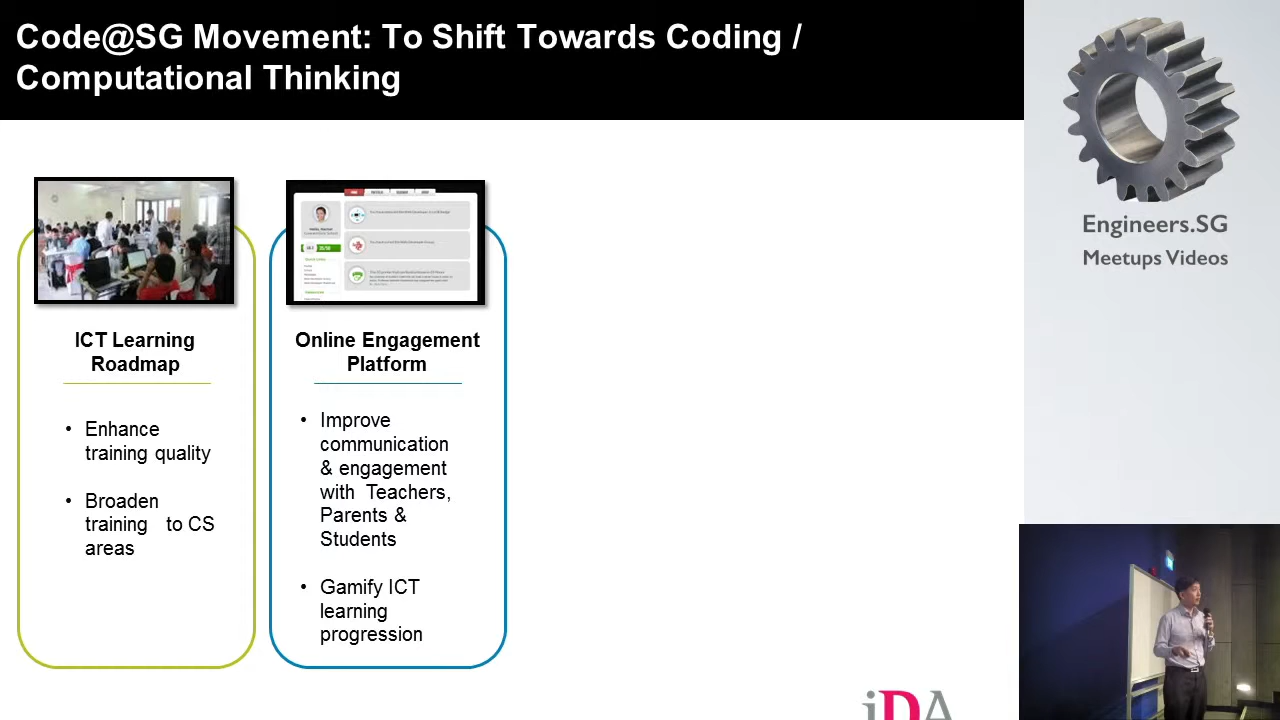 Code@SG Movement: To Shift Towards Coding /
Computational Thinking
Engineers.SG
Meetups Videos
ICT Learning
Roadmap
• Enhance
training quality
• Broaden
training to CS
areas
Online Engagement
Platform
• Improve
communication
& engagement
with Teachers,
Parents &
Students
• Gamify ICT
learning
progression
iDA